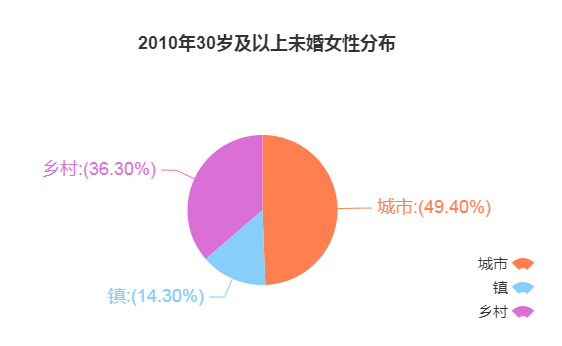 2010年30岁及以上未婚女性分布
乡村:(36.30%)
城市:(49.40%)
镇:(14.30%)
城市
镇
乡村